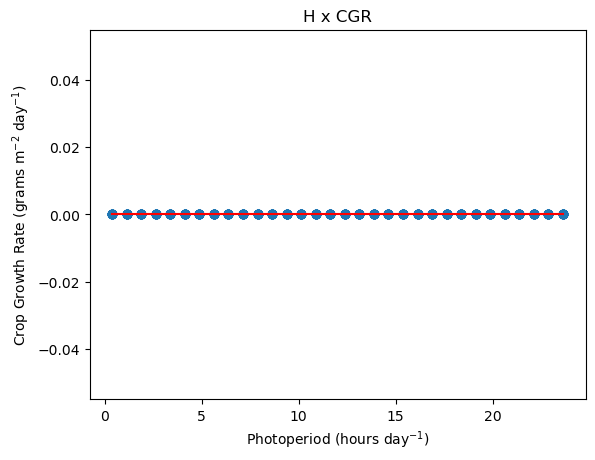 H x CGR
0.04
0.02
0.00
−0.02
−0.04
Crop Growth Rate (grams m⁻² day⁻¹)
0 5 10 15 20
Photoperiod (hours day⁻¹)